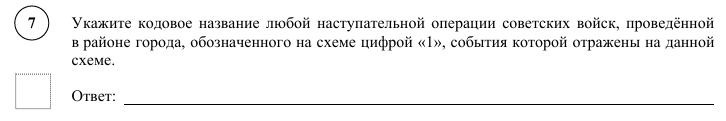 7 Укажите кодовое название любой наступательной операции советских войск, проведённой
в районе города, обозначенного на схеме цифрой «1», события которой отражены на данной
схеме.
Ответ: